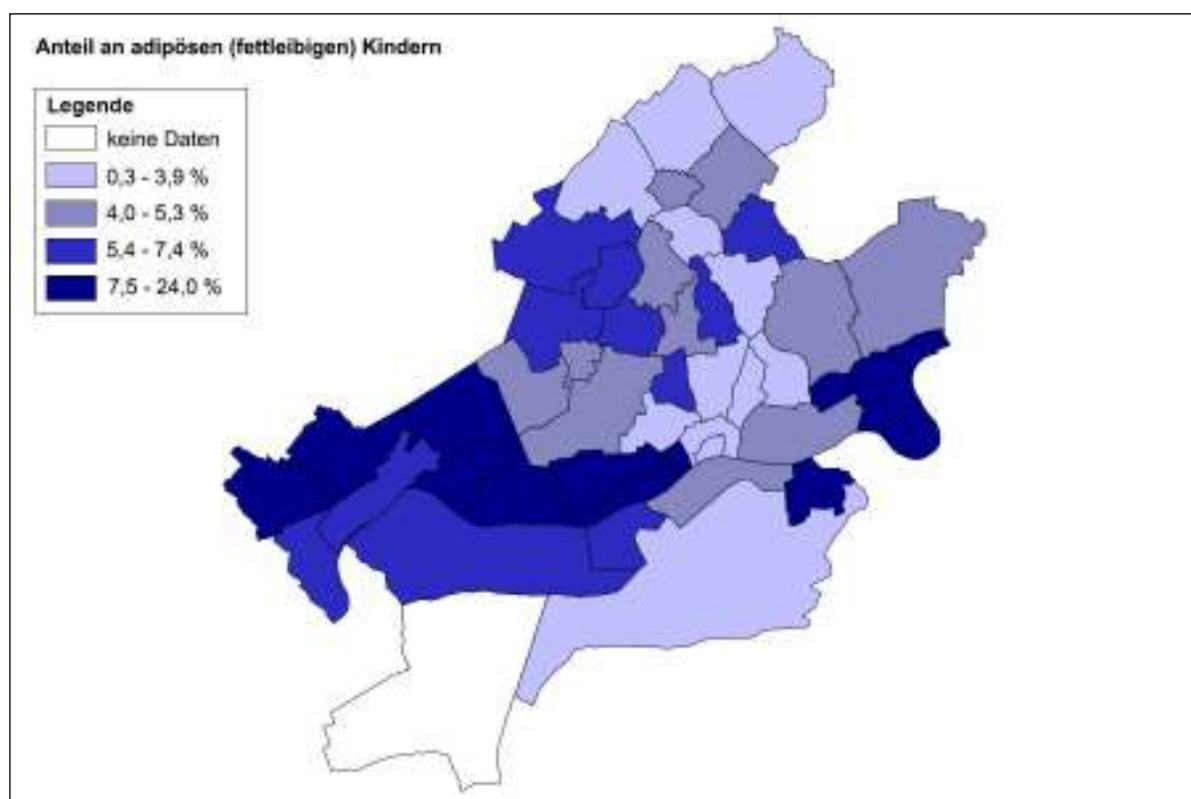 Anteil an adipösen (fettleibigen) Kindern
Legende
keine Daten
0,3 - 3,9 %
4,0 - 5,3 %
5,4 - 7,4 %
7,5 - 24,0 %